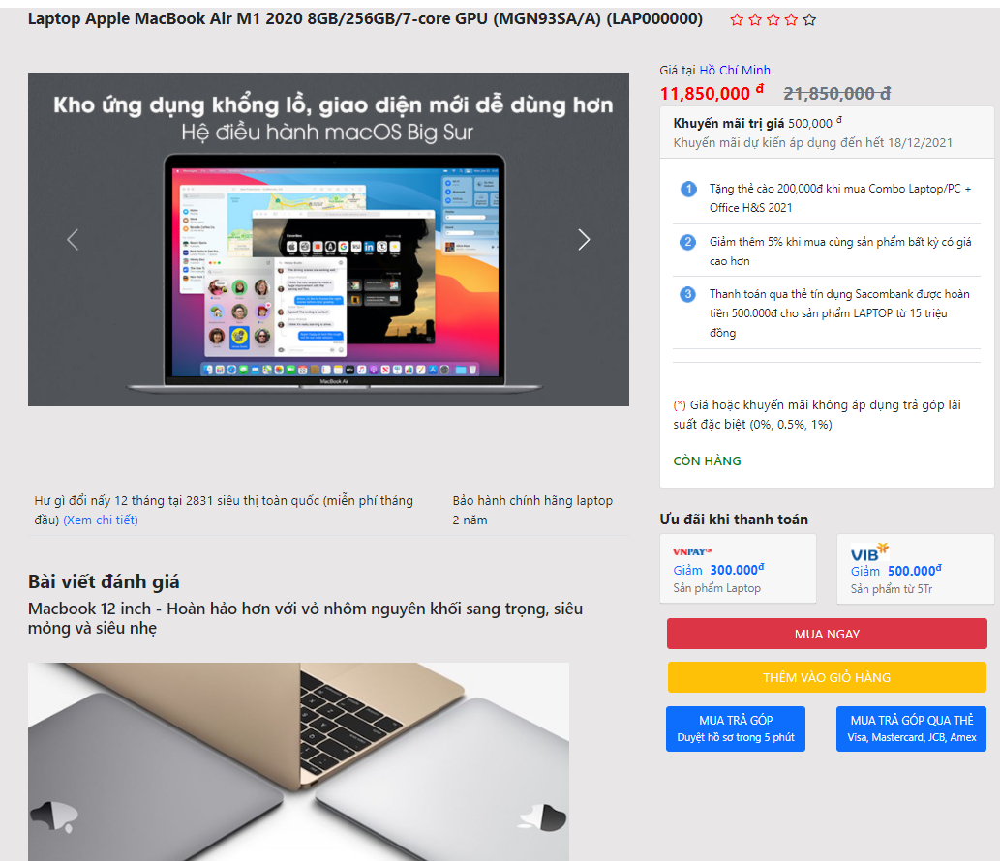 Laptop Apple MacBook Air M1 2020 8GB/256GB/7-core GPU (MGN93SA/A) (LAP000000)
Kho ứng dụng khổng lồ, giao diện mới dễ dùng hơn
Hệ điều hành macOS Big Sur
MacBook Air
Hư gì đổi nấy 12 tháng tại 2831 siêu thị toàn quốc (miễn phí tháng
đầu) (Xem chi tiết)
Bảo hành chính hãng laptop
2 năm
Bài viết đánh giá
Macbook 12 inch - Hoàn hảo hơn với vỏ nhôm nguyên khối sang trọng, siêu
mỏng và siêu nhẹ
Giá tại Hồ Chí Minh
11,850,000 đ 21,850,000 đ
Khuyến mãi trị giá 500,000 đ
Khuyến mãi dự kiến áp dụng đến hết 18/12/2021
1 Tặng thẻ cào 200,000đ khi mua Combo Laptop/PC +
Office H&S 2021
2 Giảm thêm 5% khi mua cùng sản phẩm bất kỳ có giá
cao hơn
3 Thanh toán qua thẻ tín dụng Sacombank được hoàn
tiền 500.000đ cho sản phẩm LAPTOP từ 15 triệu
đồng
(*) Giá hoặc khuyến mãi không áp dụng trả góp lãi
suất đặc biệt (0%, 0.5%, 1%)
CÒN HÀNG
Ưu đãi khi thanh toán
VNPAY
Giảm 300.000đ
Sản phẩm Laptop
VIB
Giảm 500.000đ
Sản phẩm từ 5Tr
MUA NGAY
THÊM VÀO GIỎ HÀNG
MUA TRẢ GÓP
Duyệt hồ sơ trong 5 phút
MUA TRẢ GÓP QUA THẺ
Visa, Mastercard, JCB, Amex